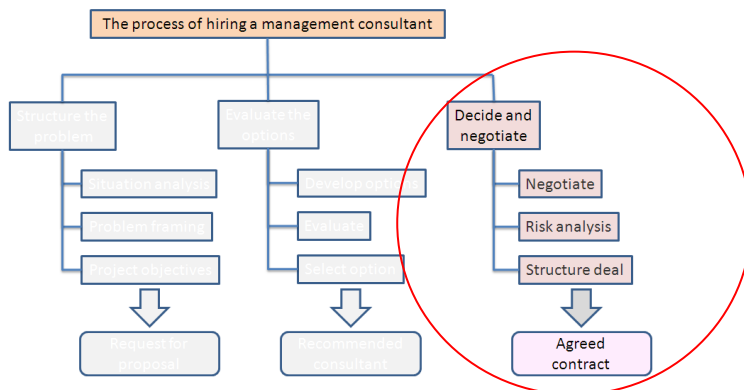 The process of hiring a management consultant
Structure the
problem
Situation analysis
Problem framing
Project objectives
Request for
proposal
Evaluate the
options
Develop options
Evaluate
Select option
Recommended
consultant
Decide and
negotiate
Negotiate
Risk analysis
Structure deal
Agreed
contract